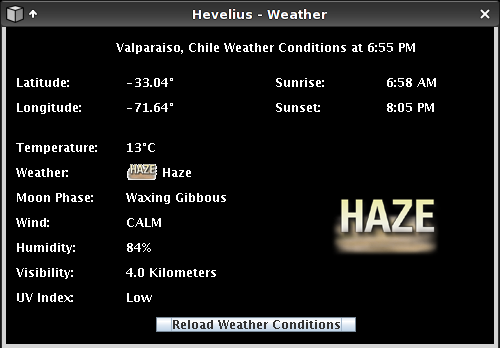 Hevelius - Weather
Valparaiso, Chile Weather Conditions at 6:55 PM
Latitude: -33.04° Sunrise: 6:58 AM
Longitude: -71.64° Sunset: 8:05 PM
Temperature: 13°C
Weather: HAZE Haze
Moon Phase: Waxing Gibbous
Wind: CALM
HAZE
Humidity: 84%
Visibility: 4.0 Kilometers
UV Index: Low
Reload Weather Conditions